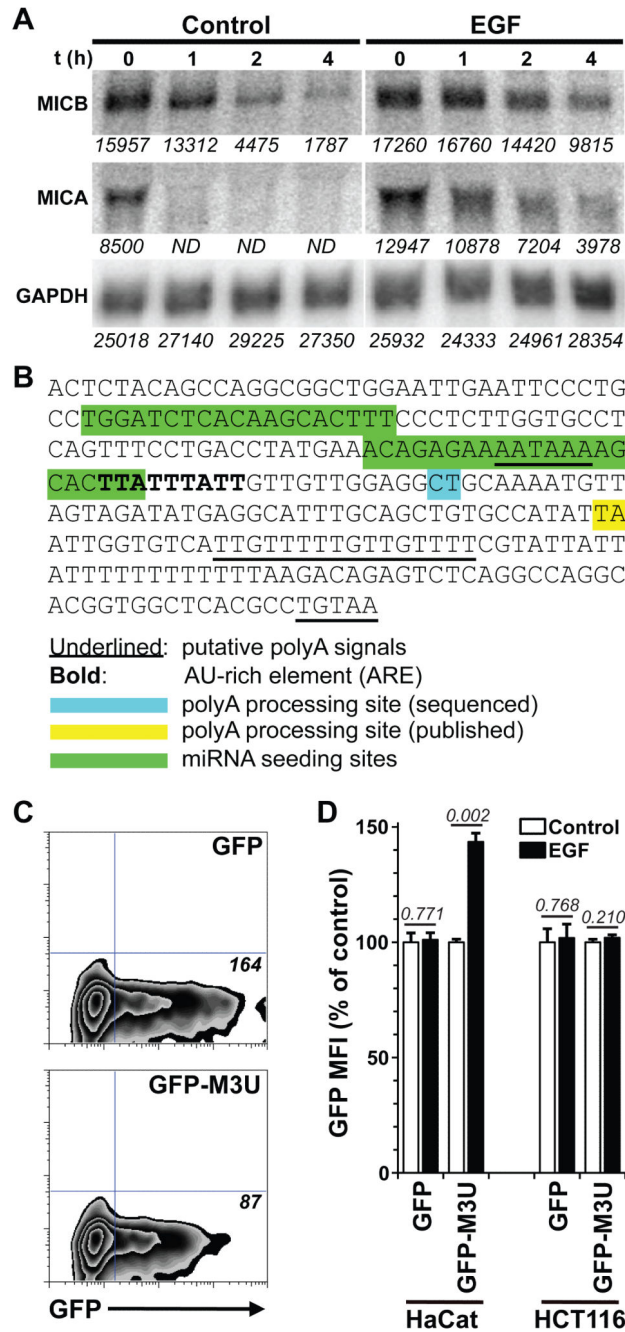 A
Control EGF
t (h) 0 1 2 4 0 1 2 4
MICB
15957 13312 4475 1787 17260 16760 14420 9815
MICA
8500 ND ND ND 12947 10878 7204 3978
GAPDH
25018 27140 29225 27350 25932 24333 24961 28354
B
ACTCTACAGCCAGGCGGCTGGAATTGAATTCCCTG
CCTGGATCTCACAAGCACTTTCCCTCTTGGTGCCT
CAGTTTCCTGACCTATGAAACAGAGAAAATAAAAG
CACTTATTTATTGTTGTTGGAGGCTGCAAAATGTT
AGTAGATATGAGGCATTTGCAGCTGTGCCATATTA
ATTGGTGTCATTGTTTTTGTTGTTTTCGTATTATT
ATTTTTTTTTTTTTAAGACAGAGTCTCAGGCCAGGC
ACGGTGGCTCACGCCTGTAA
Underlined: putative polyA signals
Bold: AU-rich element (ARE)
polyA processing site (sequenced)
polyA processing site (published)
miRNA seeding sites
C
GFP
164
GFP-M3U
87
GFP
D
GFP MFI (% of control)
150
100
50
0
Control
EGF
0.771 0.002 0.768 0.210
GFP GFP-M3U GFP GFP-M3U
HaCat HCT116